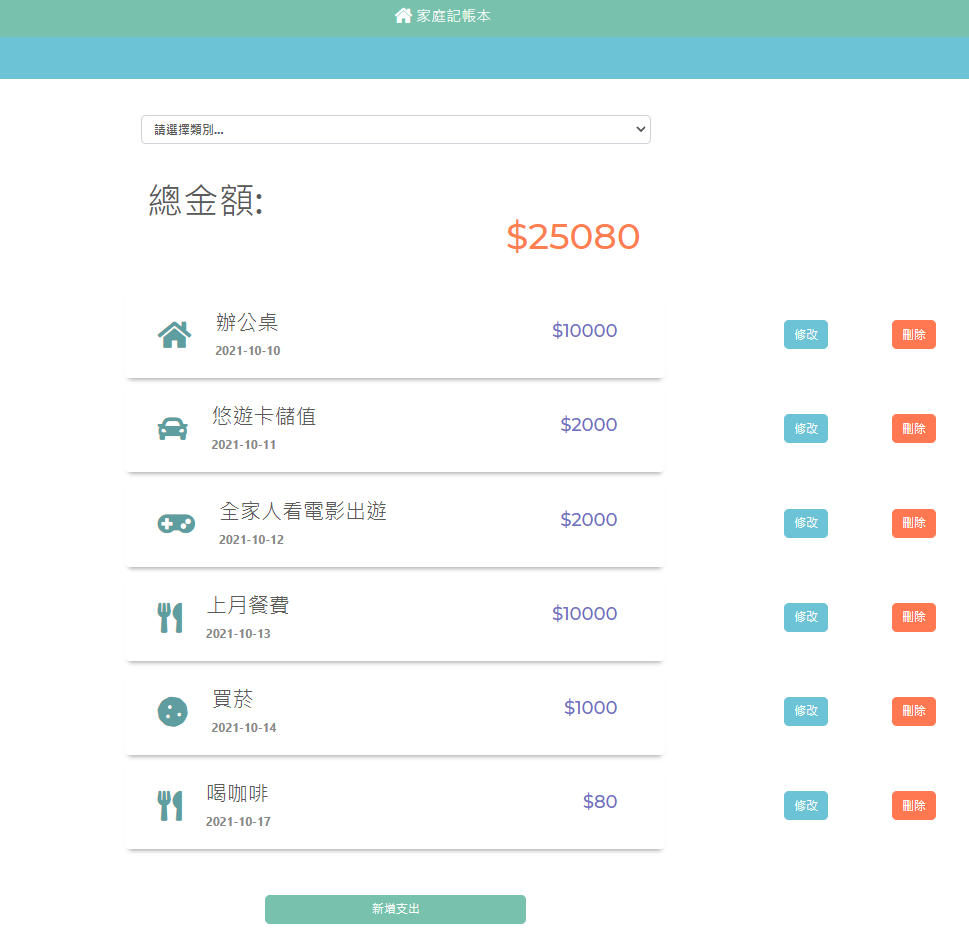 家庭記帳本
請選擇類別...
總金額:
$25080
辦公桌
2021-10-10
$10000
修改
刪除
悠遊卡儲值
2021-10-11
$2000
修改
刪除
全家人看電影出遊
2021-10-12
$2000
修改
刪除
上月餐費
2021-10-13
$10000
修改
刪除
買菸
2021-10-14
$1000
修改
刪除
喝咖啡
2021-10-17
$80
修改
刪除
新增支出